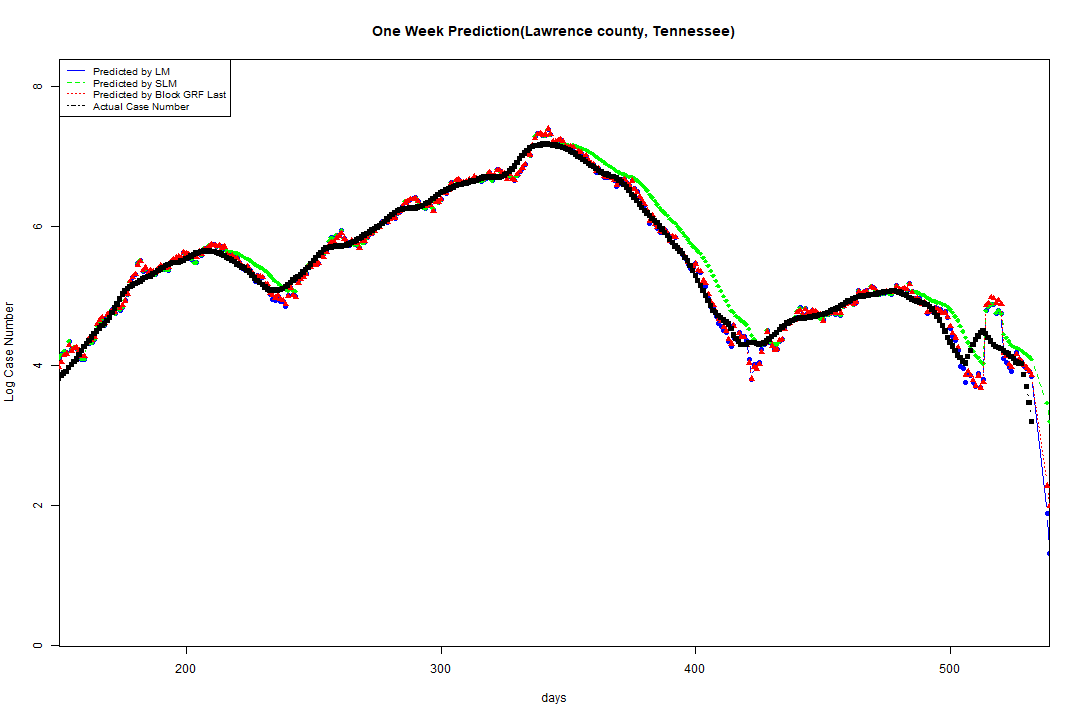 One Week Prediction(Lawrence county, Tennessee)
Predicted by LM
Predicted by SLM
Predicted by Block GRF Last
Actual Case Number
8
6
4
2
0
Log Case Number
200 300 400 500
days